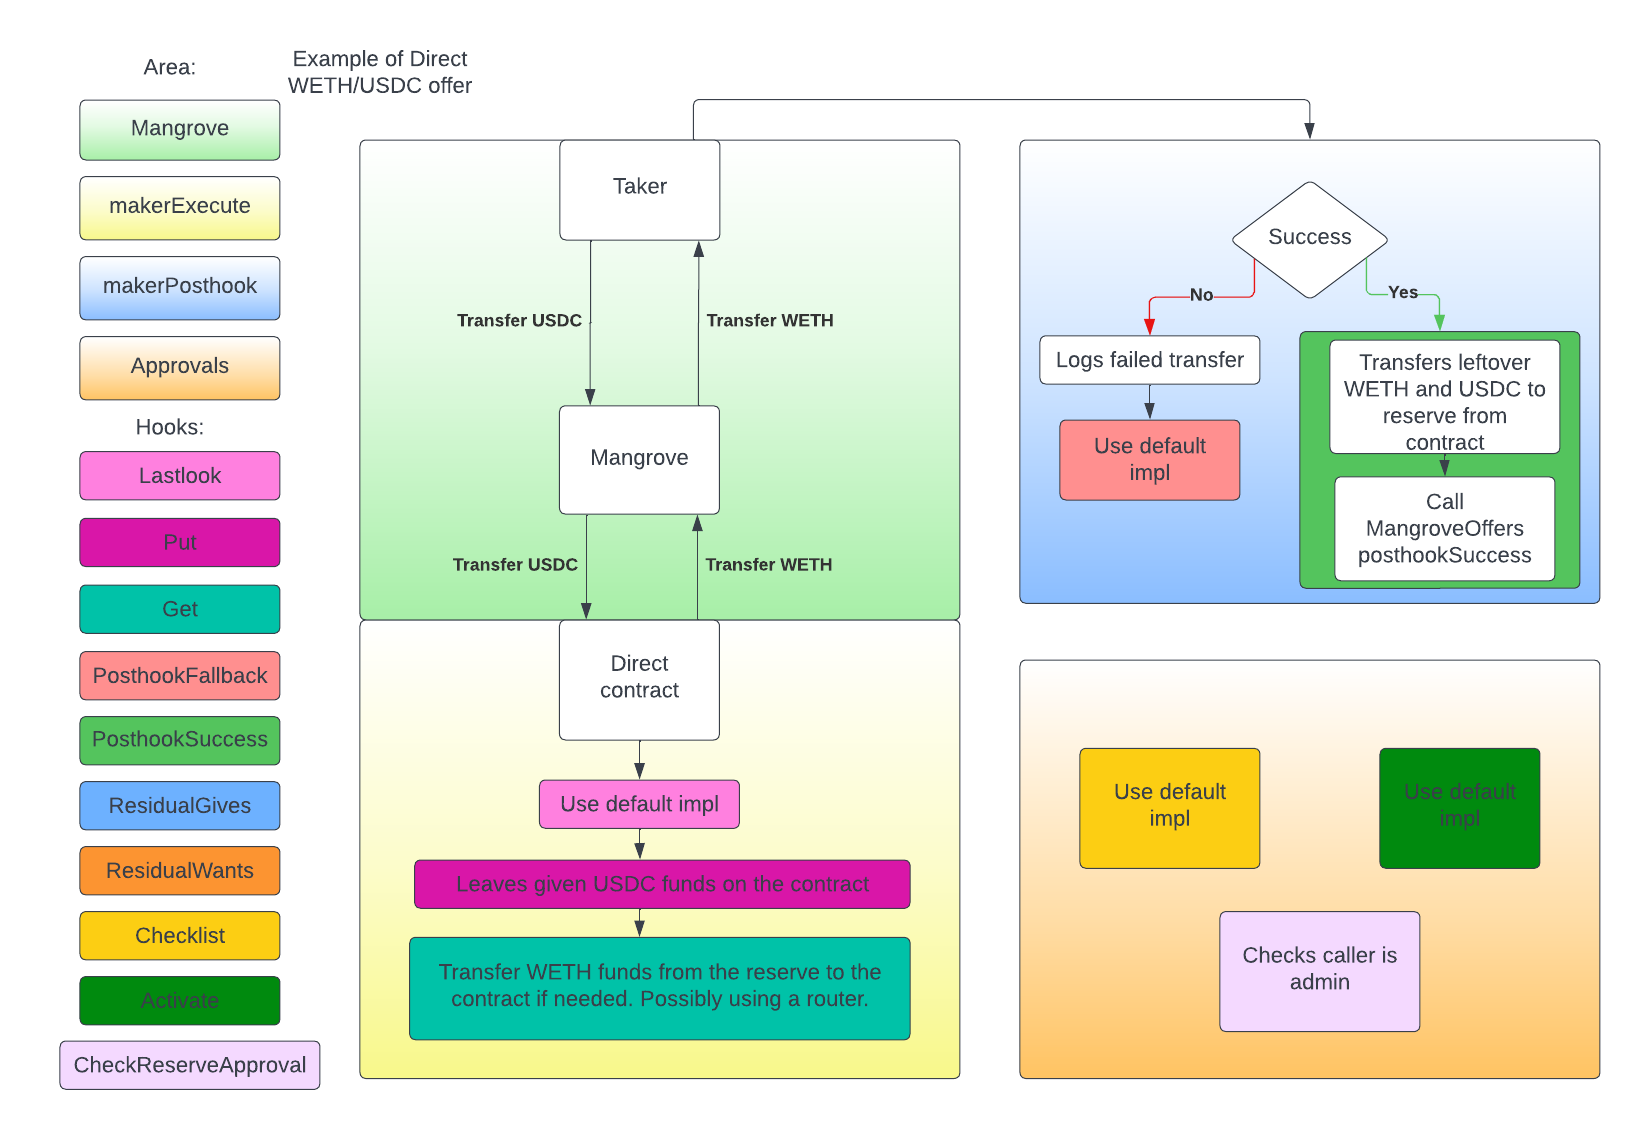 Area:
Example of Direct
WETH/USDC offer
Mangrove
makerExecute
makerPosthook
Approvals
Hooks:
Lastlook
Put
Get
PosthookFallback
PosthookSuccess
ResidualGives
ResidualWants
Checklist
Activate
CheckReserveApproval
Taker
Transfer USDC
Transfer WETH
Mangrove
Transfer USDC
Transfer WETH
Direct
contract
Use default impl
Leaves given USDC funds on the contract
Transfer WETH funds from the reserve to the
contract if needed. Possibly using a router.
Success
No
Yes
Logs failed transfer
Use default
impl
Transfers leftover
WETH and USDC to
reserve from
contract
Call
MangroveOffers
posthookSuccess
Use default
impl
Use default
impl
Checks caller is
admin